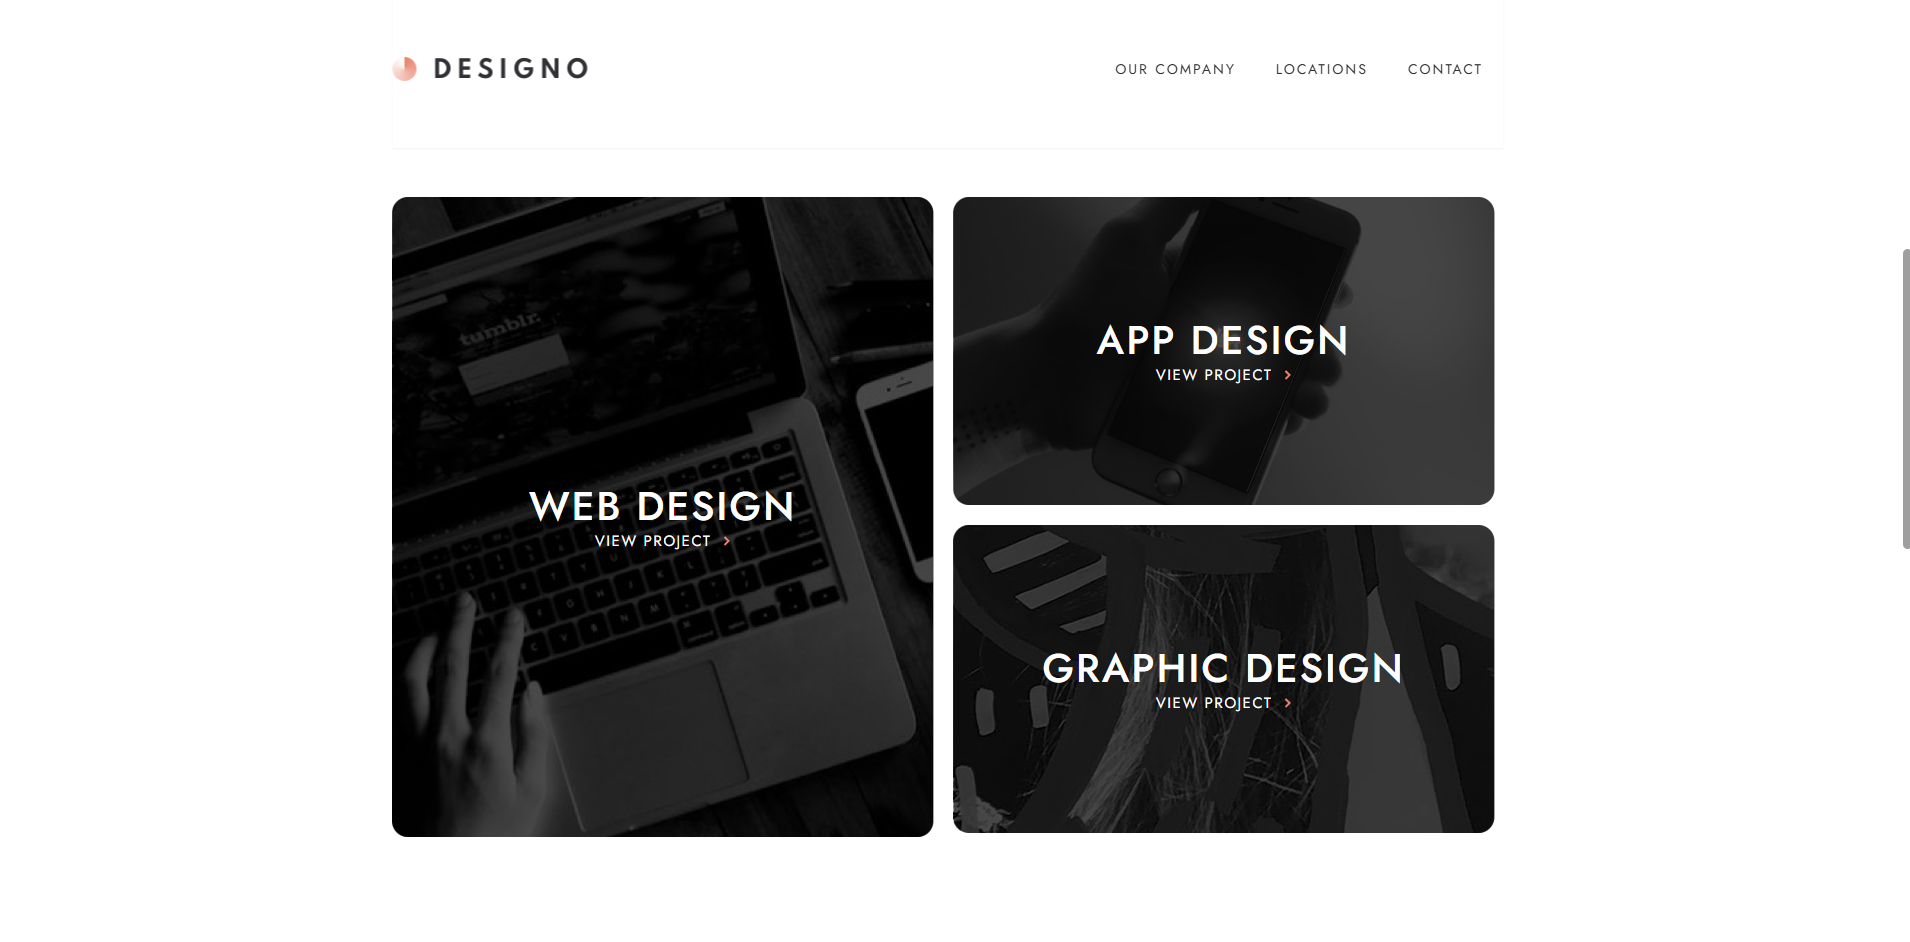 DESIGNO
OUR COMPANY LOCATIONS CONTACT
tumblr.
WEB DESIGN
VIEW PROJECT
APP DESIGN
VIEW PROJECT
GRAPHIC DESIGN
VIEW PROJECT